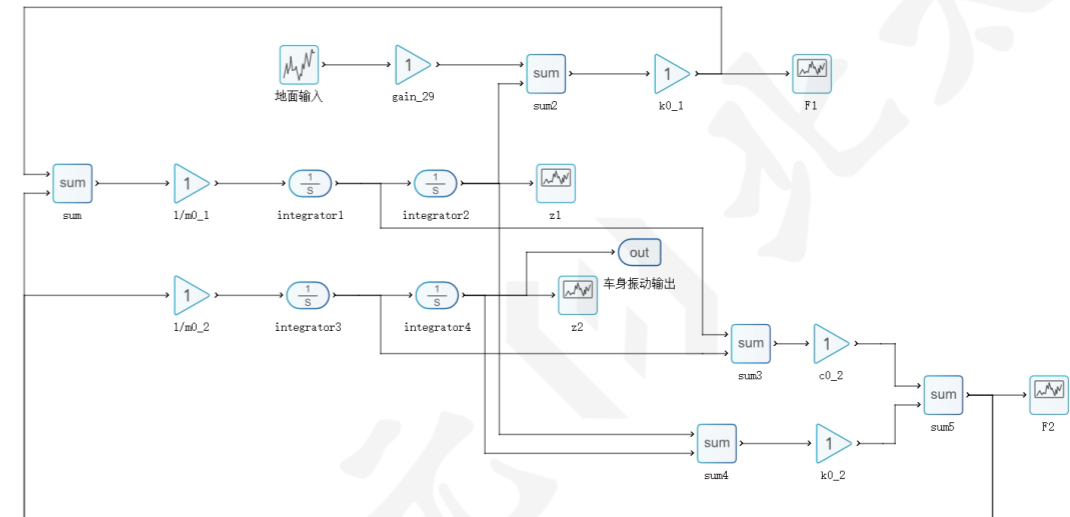 1
sum
地面输入
gain_29
sum2
1
k0_1
F1
sum
1
1
S
1
S
sum
1/m0_1
integrator1
integrator2
z1
out
车身振动输出
1
1
S
1
S
1/m0_2
integrator3
integrator4
z2
sum
1
sum3
c0_2
sum
sum5
F2
sum
1
sum4
k0_2